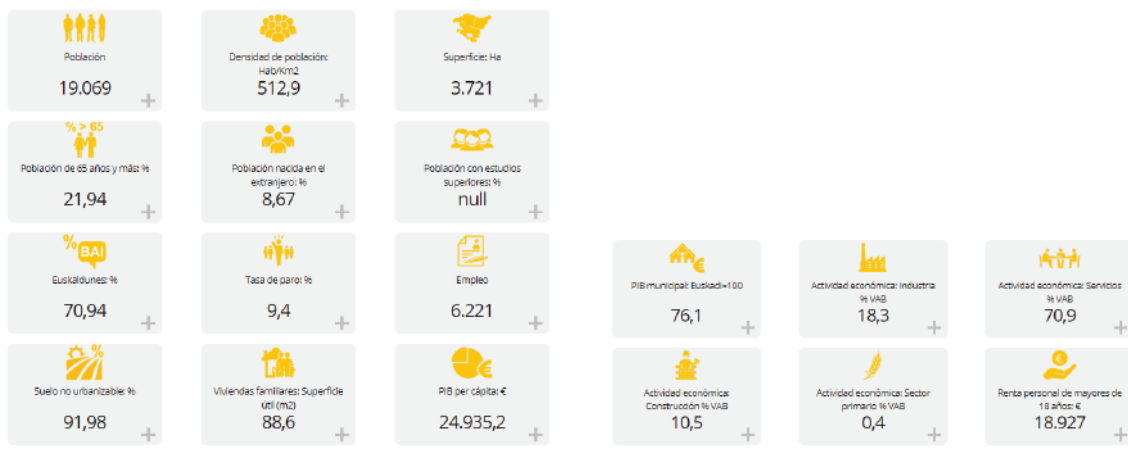 Población
19.069
Densidad de población:
Hab/Km2
512,9
Superficie: Ha
3.721
% > 65
Población de 65 años y más: %
21,94
Población nacida en el
extranjero: %
8,67
Población con estudios
superiores: %
null
% BAI
Euskaldunes: %
70,94
Tasa de paro: %
9,4
Empleo
6.221
%
Suelo no urbanizable: %
91,98
Viviendas familiares: Superficie
útil (m2)
88,6
€
PIB per cápita: €
24.935,2
€
PIB municipal: Euskadi=100
76,1
Actividad económica: Industria
% VAB
18,3
Actividad económica: Servicios
% VAB
70,9
Actividad económica:
Construcción % VAB
10,5
Actividad económica: Sector
primario % VAB
0,4
€
Renta personal de mayores de
18 años: €
18.927